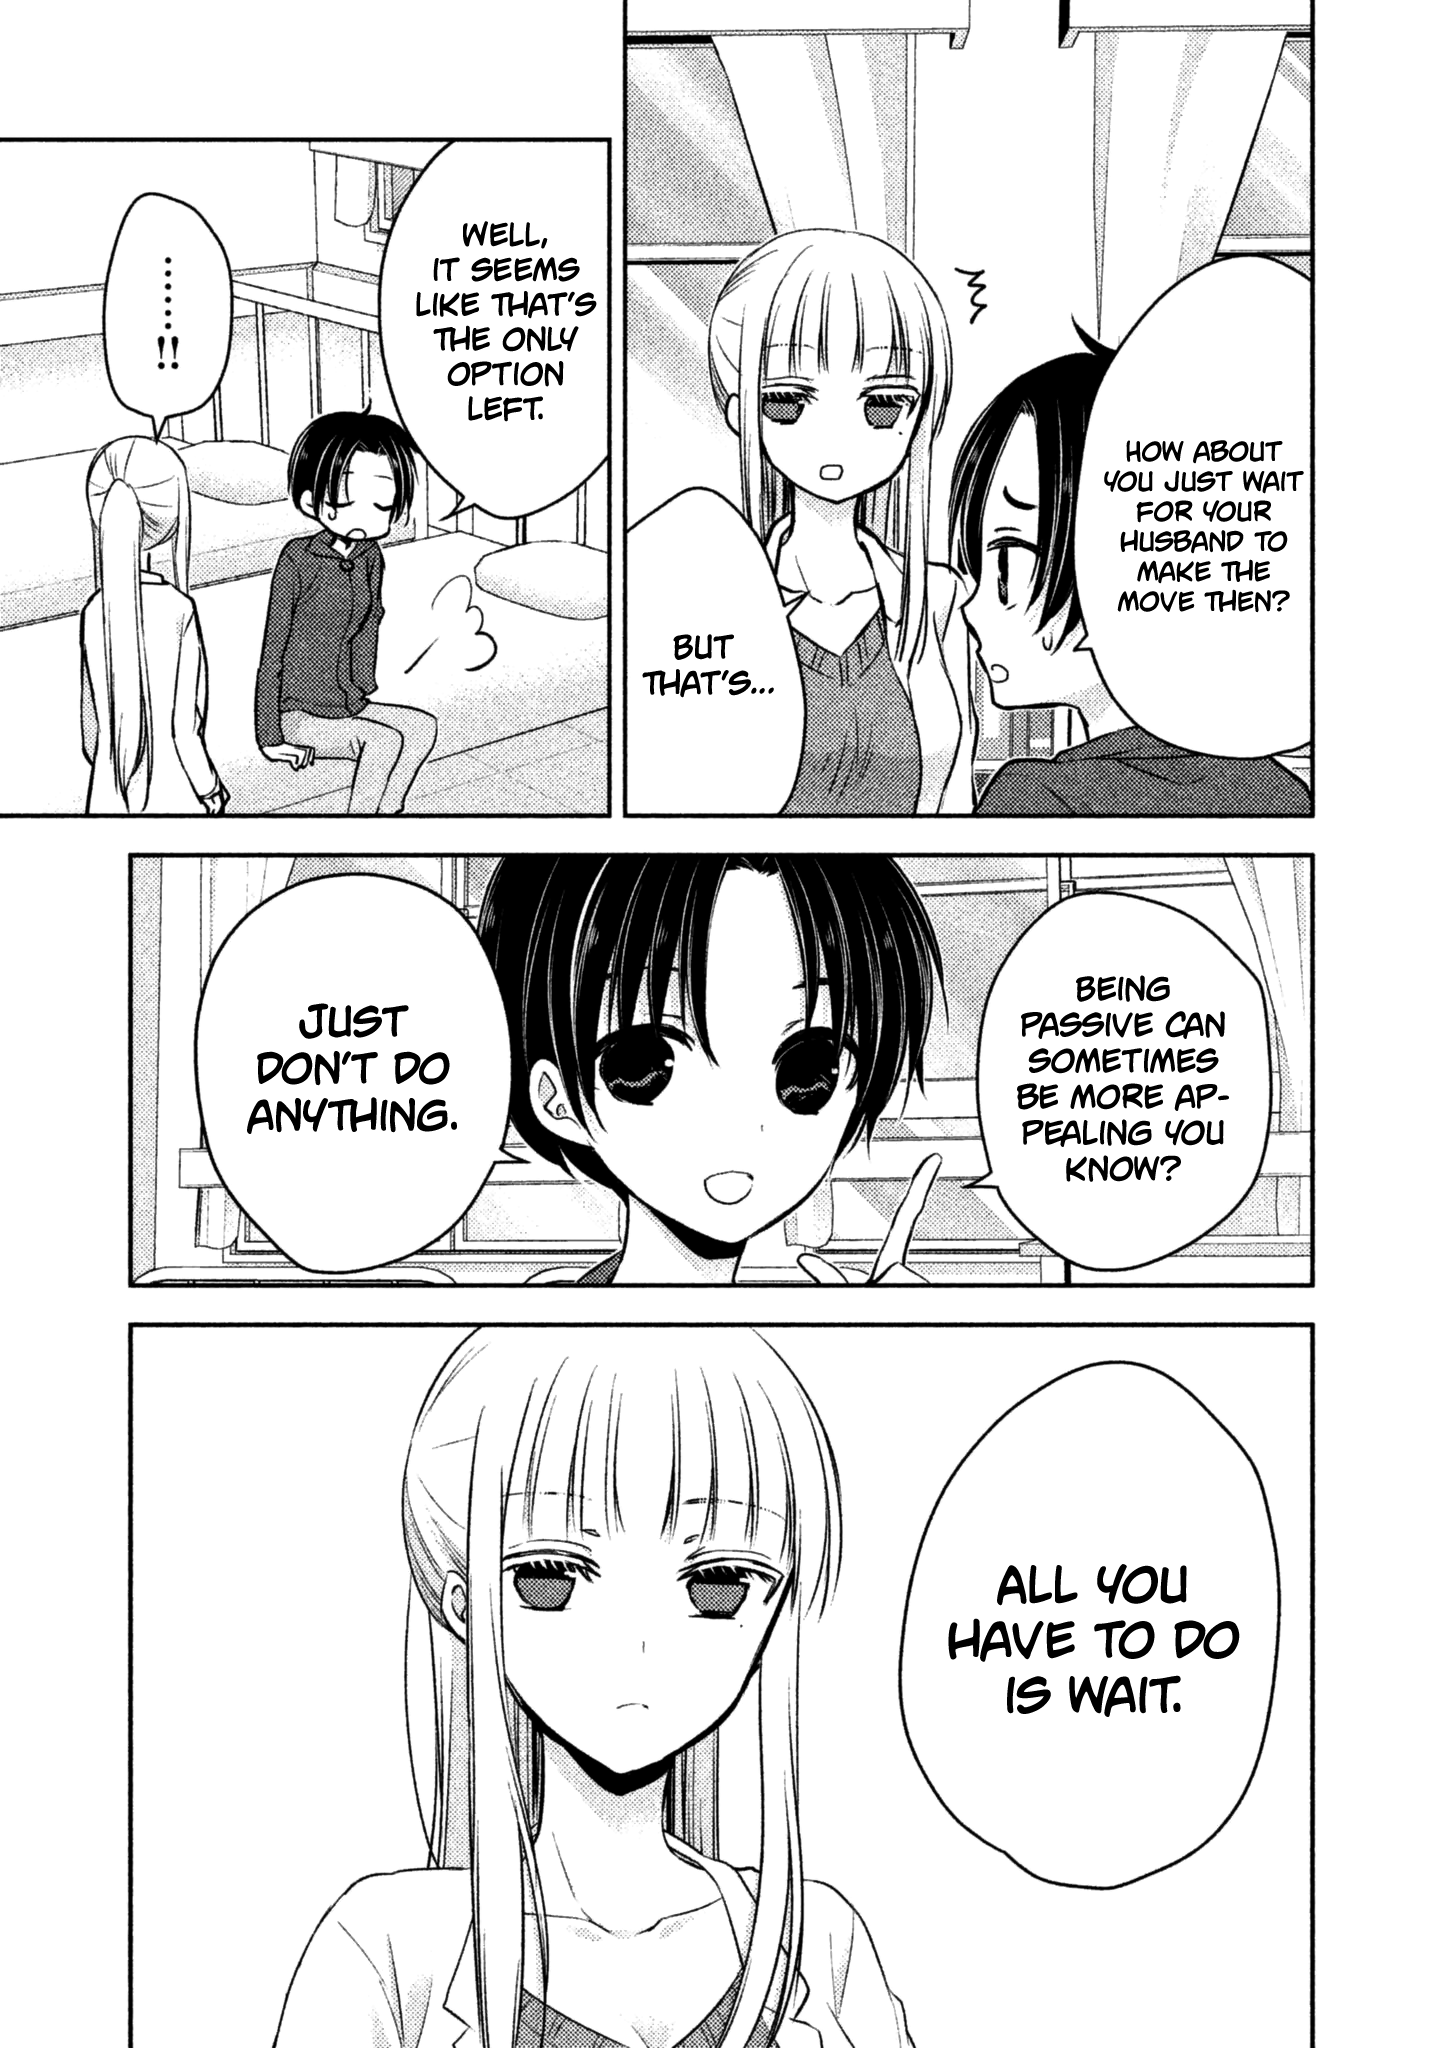 HOW ABOUT
YOU JUST WAIT
FOR YOUR
HUSBAND TO
MAKE THE
MOVE THEN?
BUT
THAT'S...
WELL,
IT SEEMS
LIKE THAT'S
THE ONLY
OPTION
LEFT.
......!!
BEING
PASSIVE CAN
SOMETIMES
BE MORE AP-
PEALING YOU
KNOW?
JUST
DON'T DO
ANYTHING.
ALL YOU
HAVE TO DO
IS WAIT.